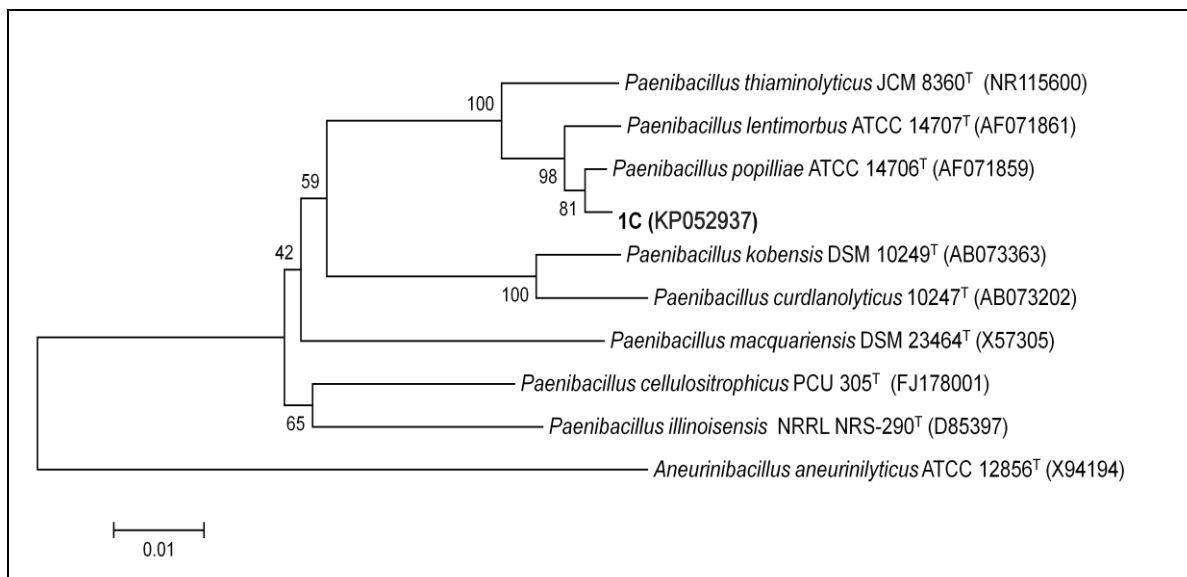 Paenibacillus thiaminolyticus JCM 8360ᵀ (NR115600)
100
Paenibacillus lentimorbus ATCC 14707ᵀ (AF071861)
Paenibacillus popilliae ATCC 14706ᵀ (AF071859)
98
59
81
1C (KP052937)
42
Paenibacillus kobensis DSM 10249ᵀ (AB073363)
100
Paenibacillus curdlanolyticus 10247ᵀ (AB073202)
Paenibacillus macquariensis DSM 23464ᵀ (X57305)
Paenibacillus cellulositrophicus PCU 305ᵀ (FJ178001)
65
Paenibacillus illinoisensis NRRL NRS-290ᵀ (D85397)
Aneurinibacillus aneurinilyticus ATCC 12856ᵀ (X94194)
0.01